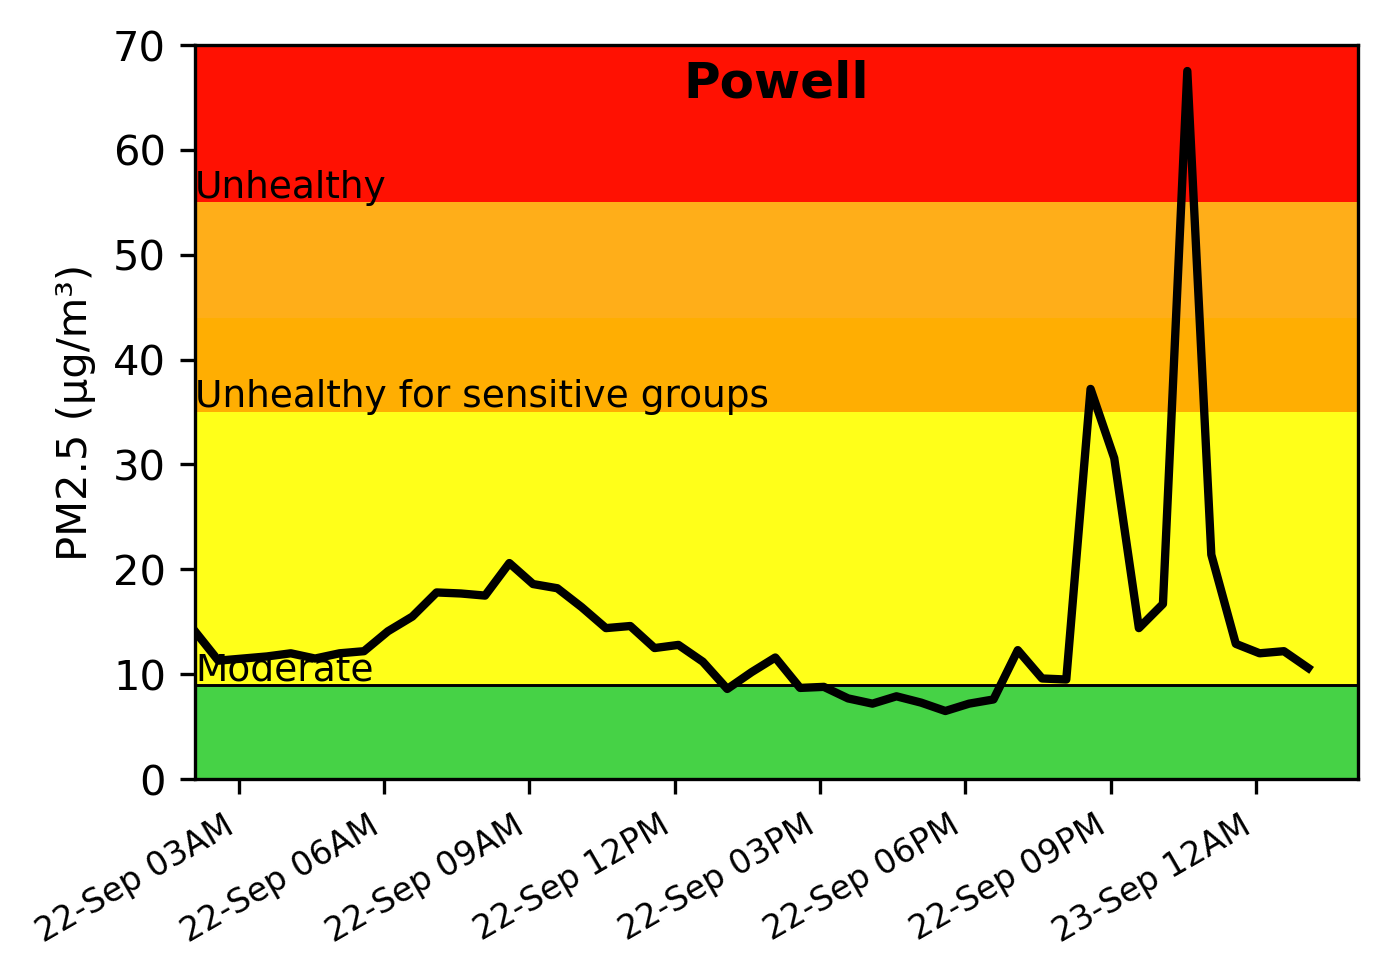 Powell
PM2.5 (µg/m³)
70
60
50
40
30
20
10
0
Unhealthy
Unhealthy for sensitive groups
Moderate
22-Sep 03AM
22-Sep 06AM
22-Sep 09AM
22-Sep 12PM
22-Sep 03PM
22-Sep 06PM
22-Sep 09PM
23-Sep 12AM